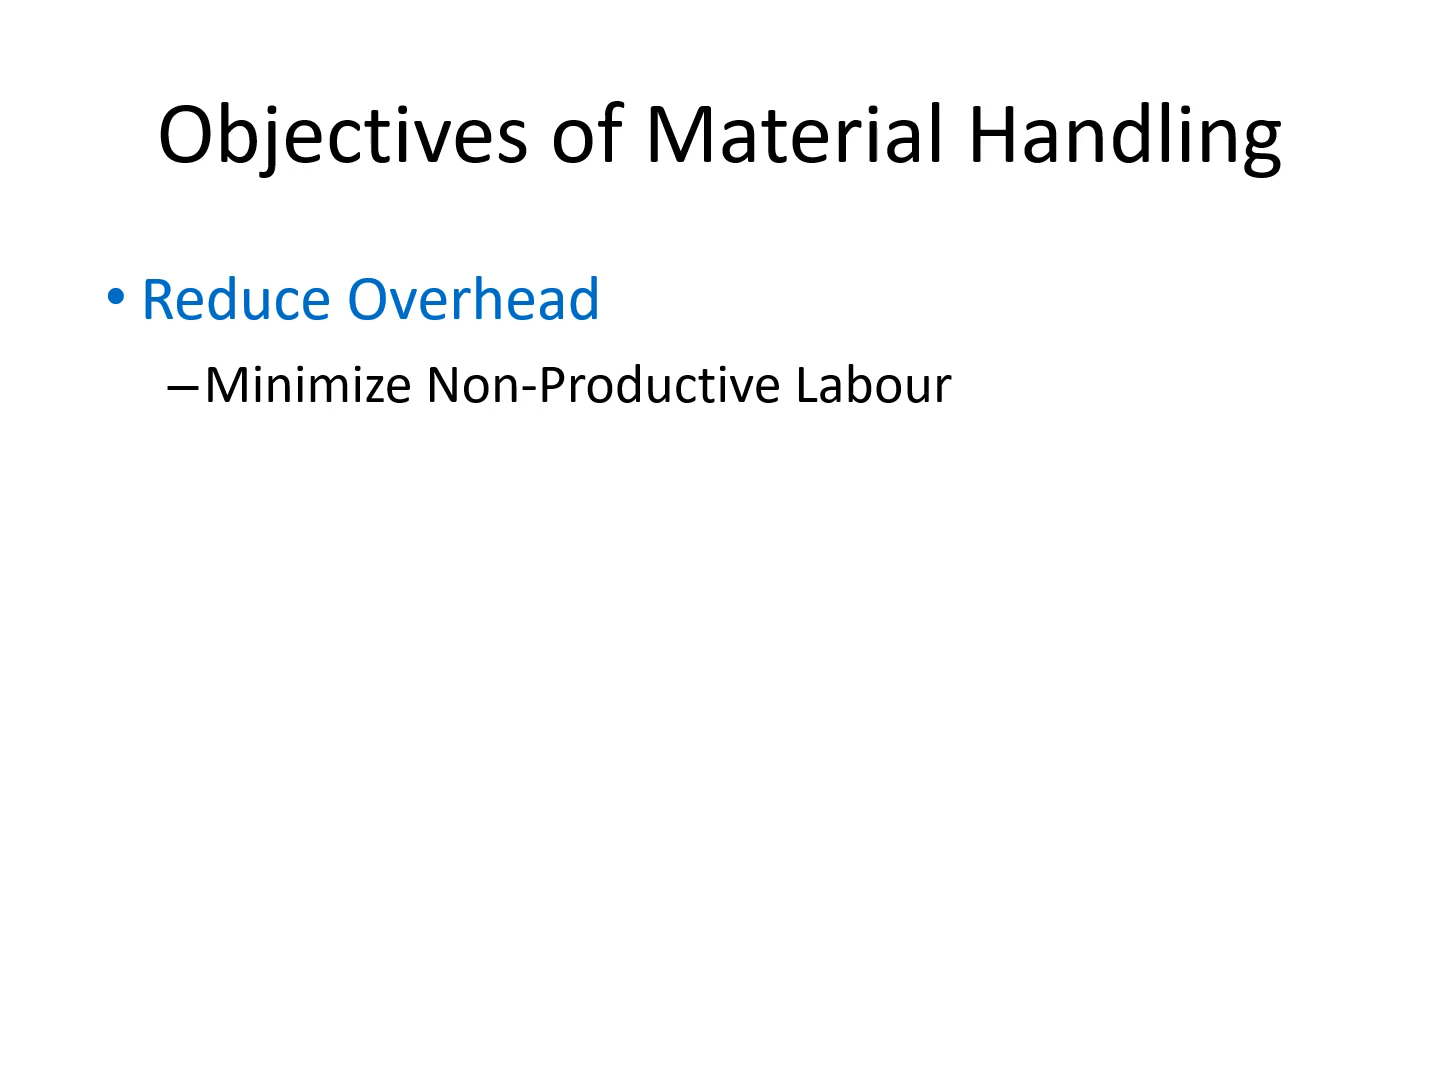 Objectives of Material Handling
• Reduce Overhead
–Minimize Non-Productive Labour